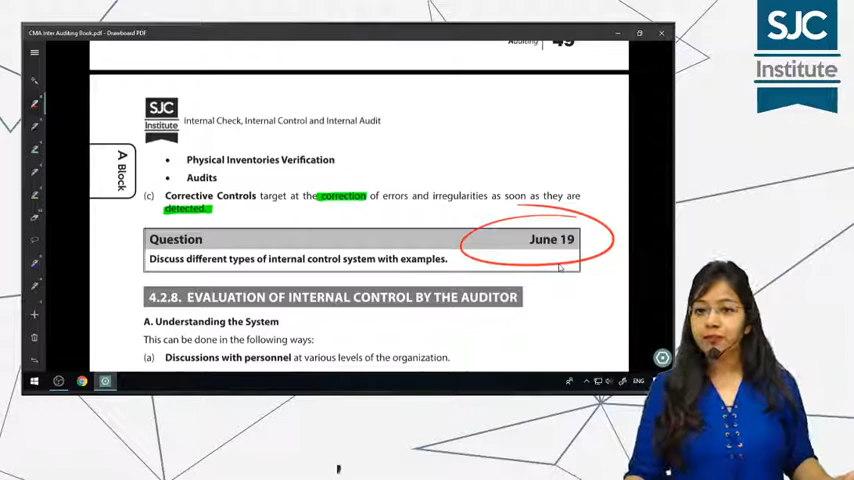 CMA Inter Auditing Book.pdf - Drawboard PDF
SJC
Institute
Auditing | 49
SJC
Institute
Internal Check, Internal Control and Internal Audit
A Block
• Physical Inventories Verification
• Audits
(c) Corrective Controls target at the correction of errors and irregularities as soon as they are
detected.
Question June 19
Discuss different types of internal control system with examples.
4.2.8. EVALUATION OF INTERNAL CONTROL BY THE AUDITOR
A. Understanding the System
This can be done in the following ways:
(a) Discussions with personnel at various levels of the organization.
ENG